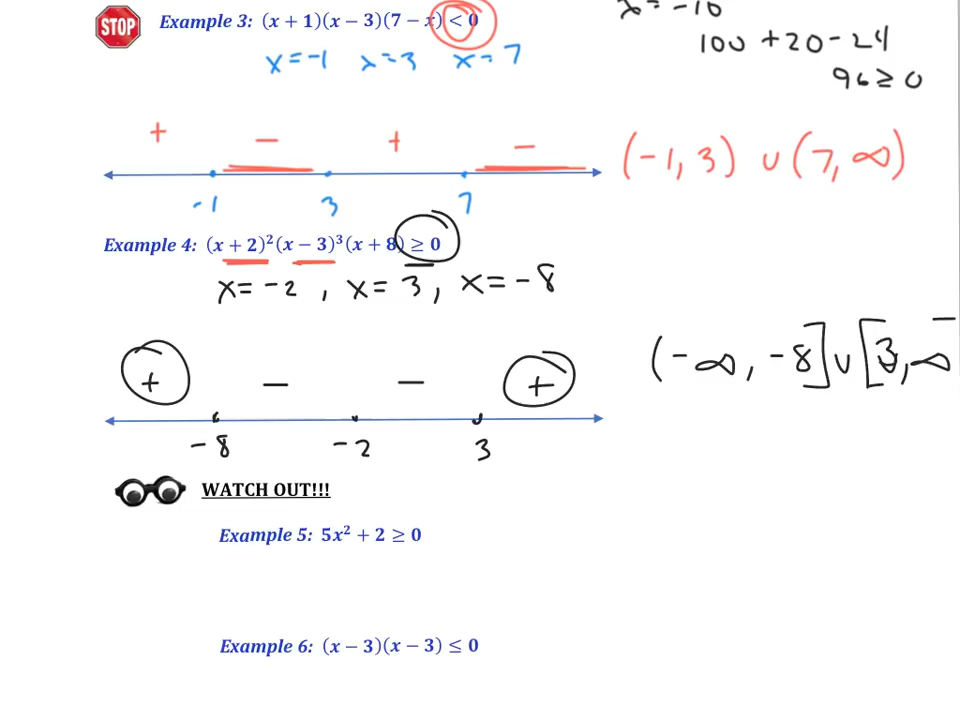 STOP
Example 3: (x + 1)(x − 3)(7 − x) < 0
x = -10
100 + 20 - 24
96 ≥ 0
x = -1 x = 3 x = 7
+ − + −
(-1, 3) ∪ (7, ∞)
-1 3 7
Example 4: (x + 2)²(x − 3)³(x + 8) ≥ 0
x = -2 , x = 3, x = -8
(-∞, -8] ∪ [3, ∞
+ − − +
-8 -2 3
WATCH OUT!!!
Example 5: 5x² + 2 ≥ 0
Example 6: (x − 3)(x − 3) ≤ 0